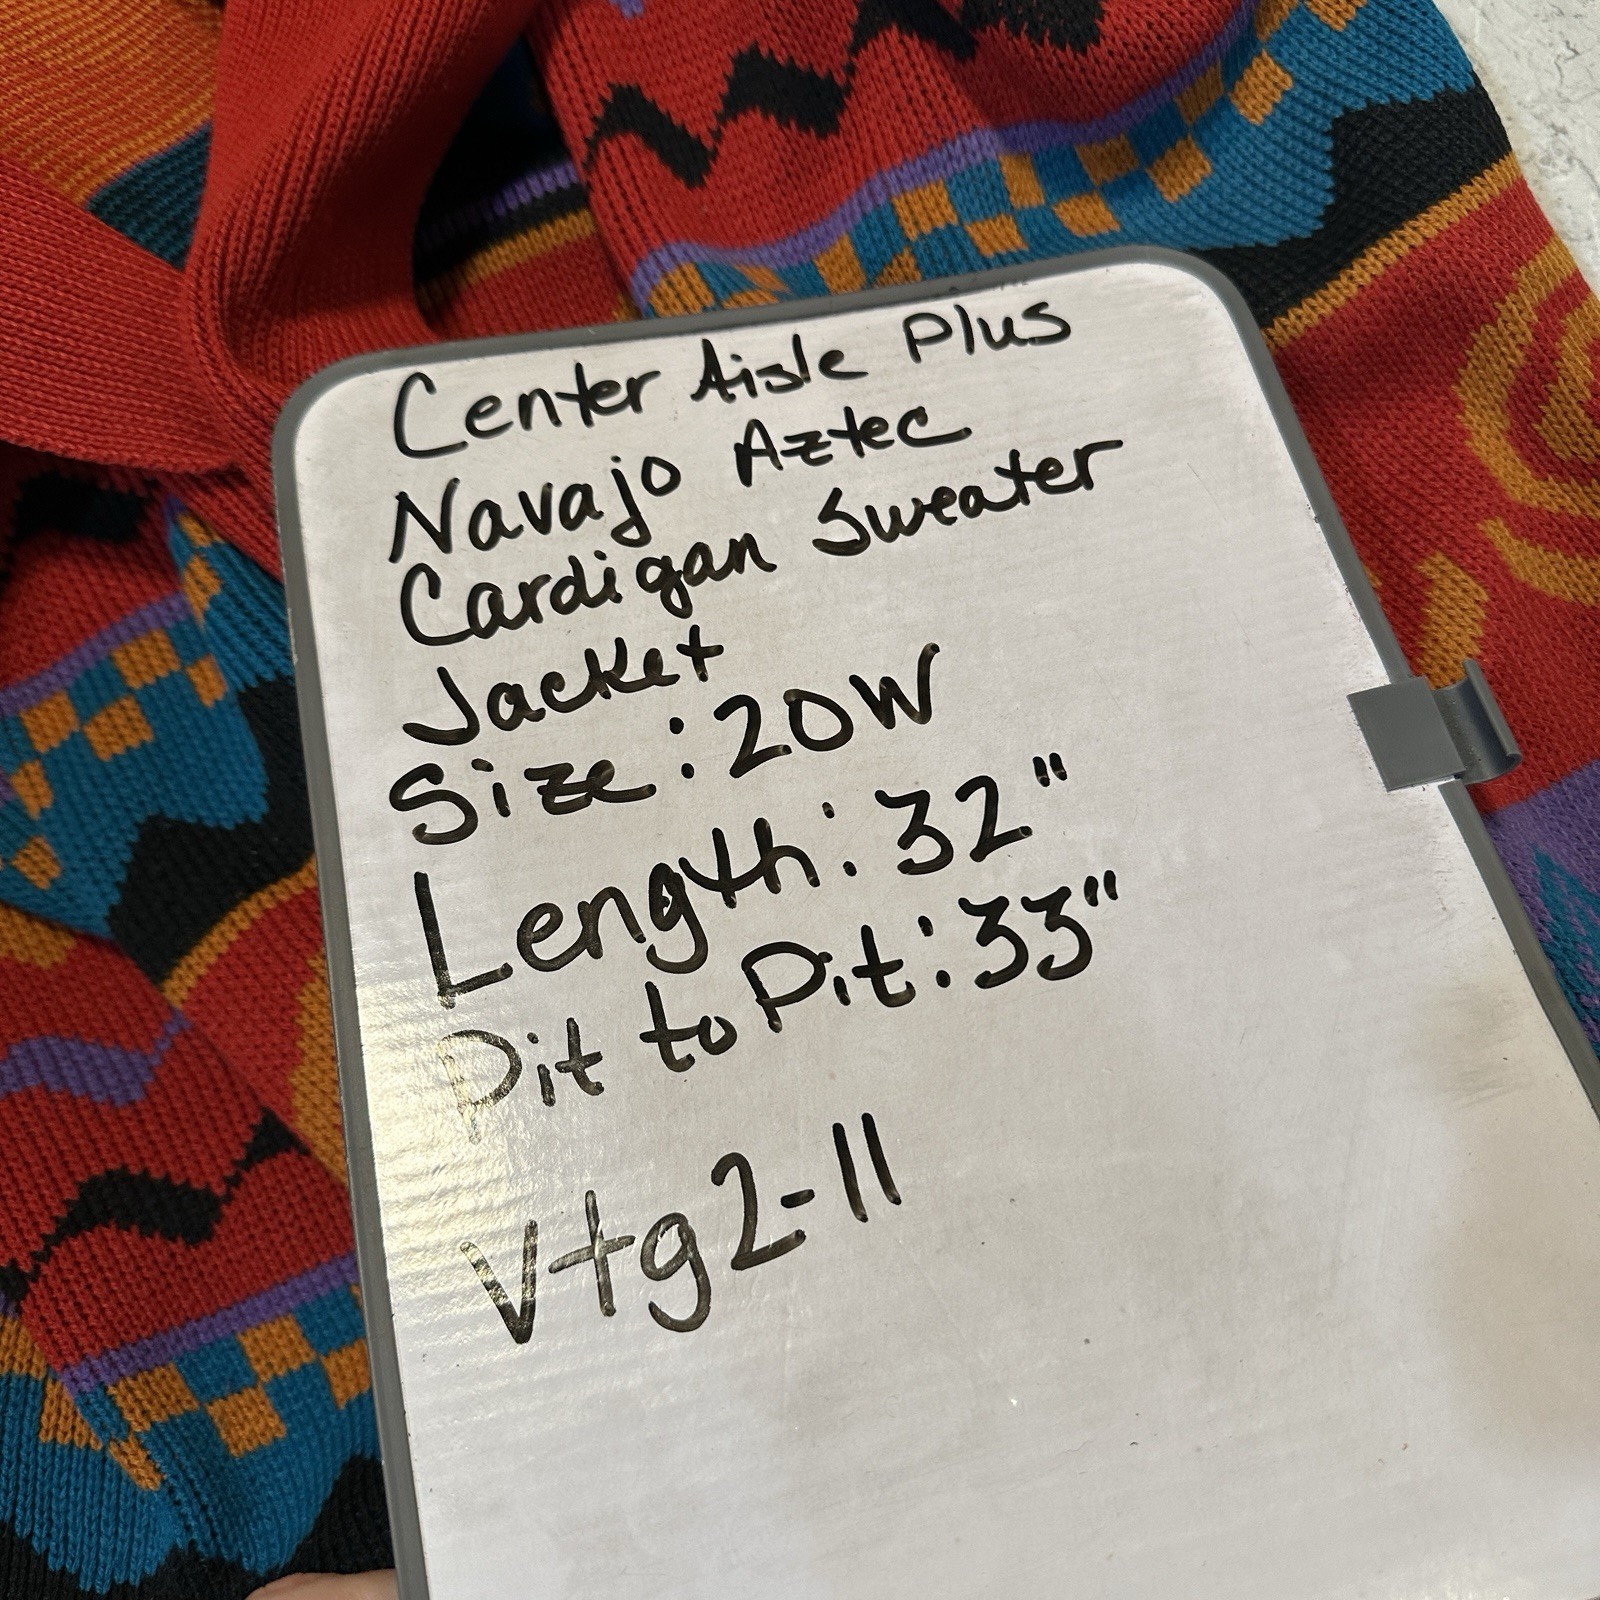 Center Aisle Plus
Navajo Aztec
Cardigan Sweater
Jacket
Size: 20W
Length: 32"
Pit to Pit: 33"
Vtg2-11